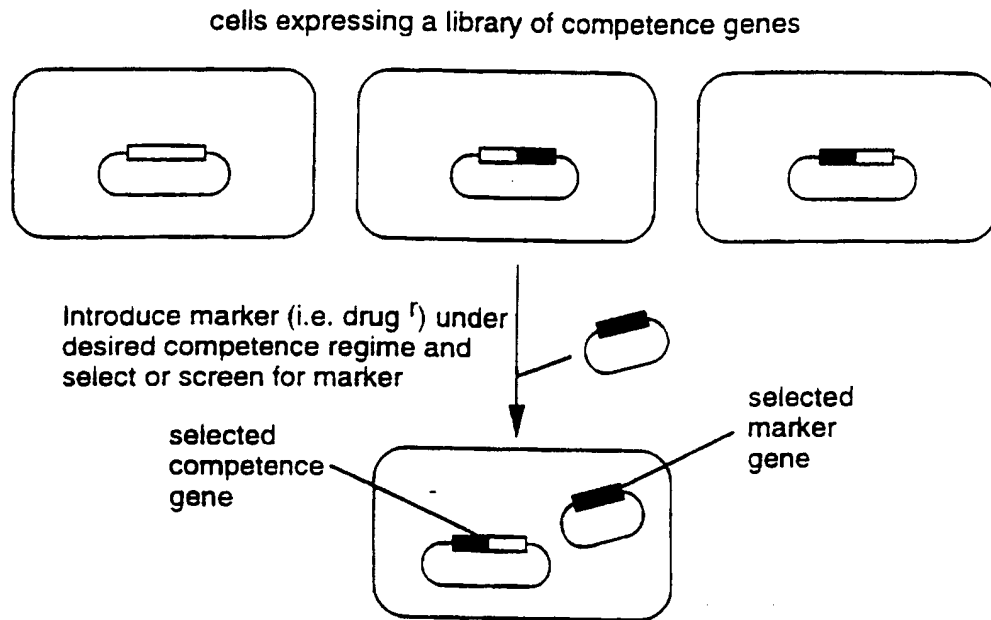 cells expressing a library of competence genes
Introduce marker (i.e. drug r) under
desired competence regime and
select or screen for marker
selected
marker
gene
selected
competence
gene